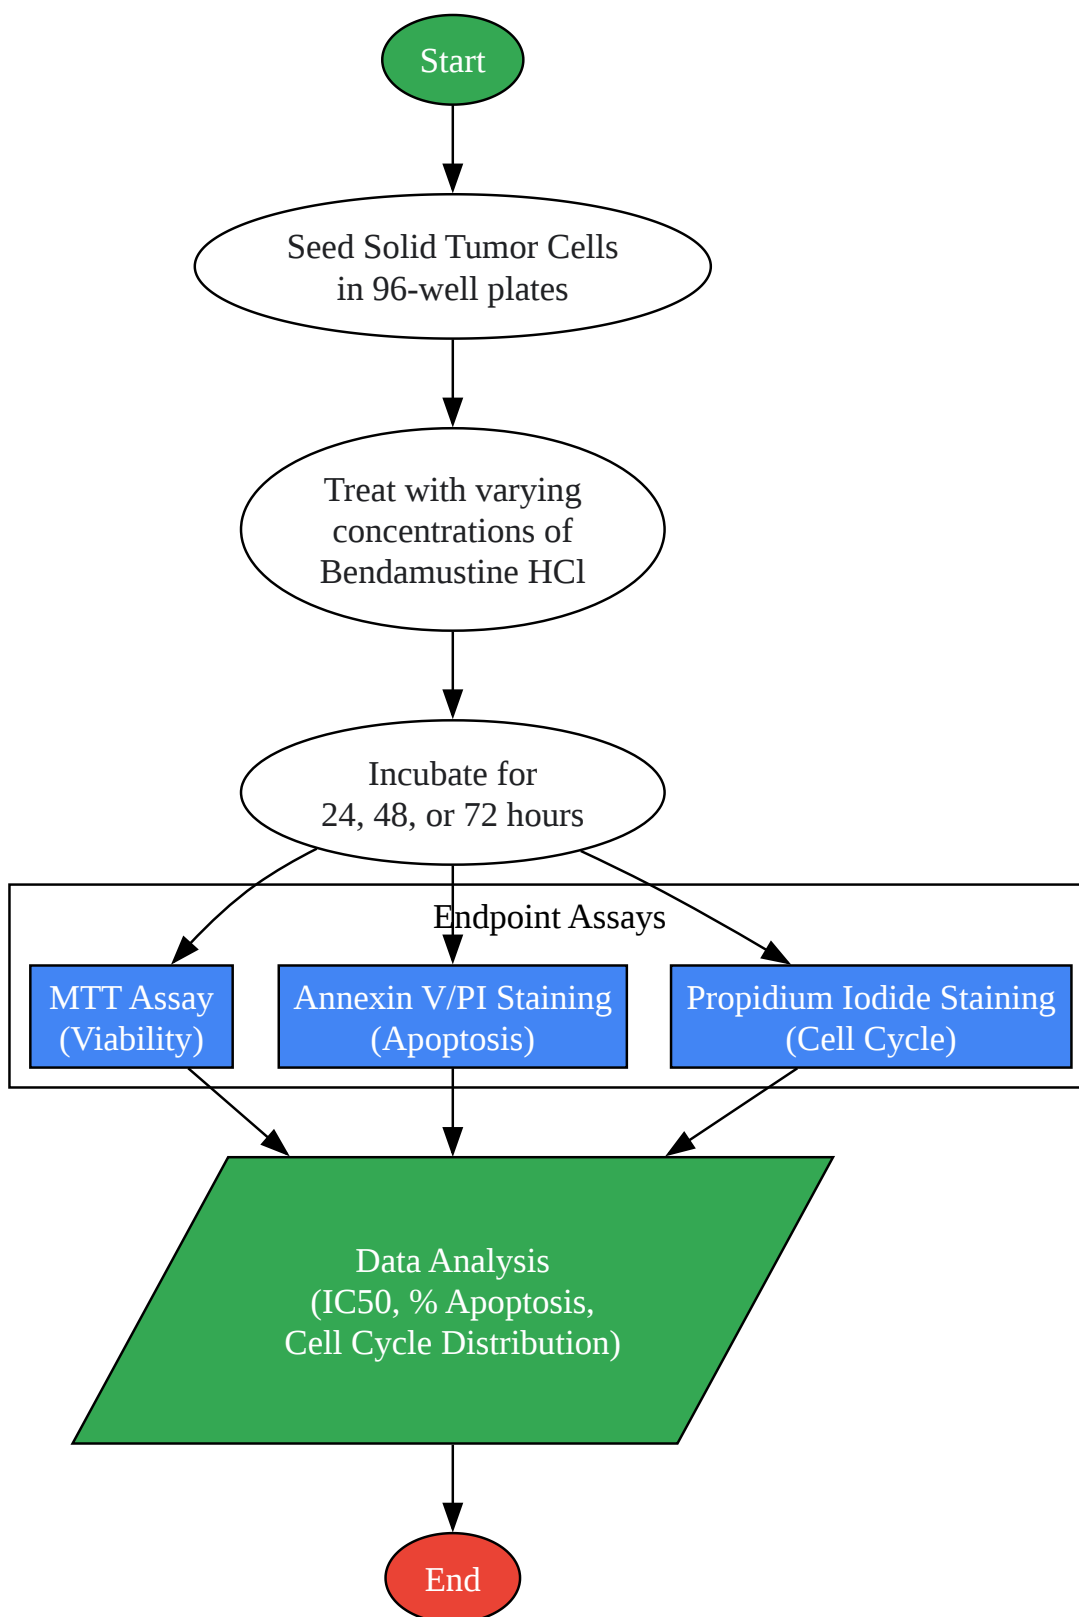 Start
Seed Solid Tumor Cells
in 96-well plates
Treat with varying
concentrations of
Bendamustine HCl
Incubate for
24, 48, or 72 hours
Endpoint Assays
MTT Assay
(Viability)
Annexin V/PI Staining
(Apoptosis)
Propidium Iodide Staining
(Cell Cycle)
Data Analysis
(IC50, % Apoptosis,
Cell Cycle Distribution)
End